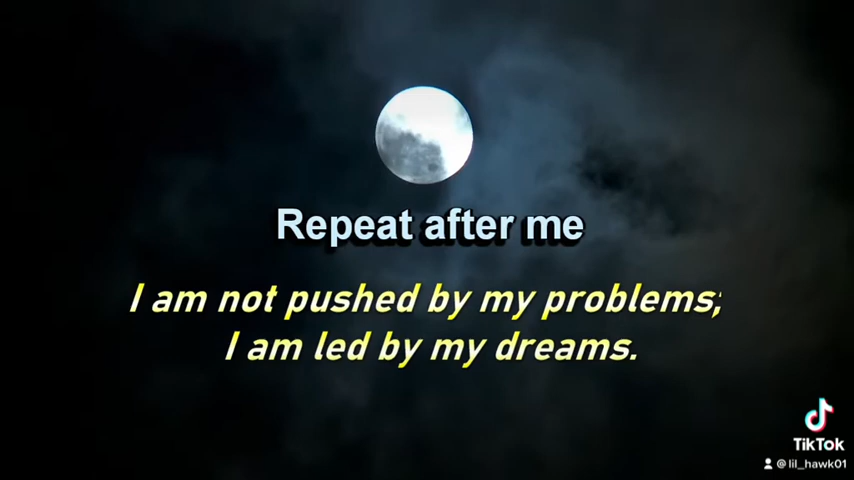 Repeat after me
I am not pushed by my problems;
I am led by my dreams.
TikTok
@lil_hawk01